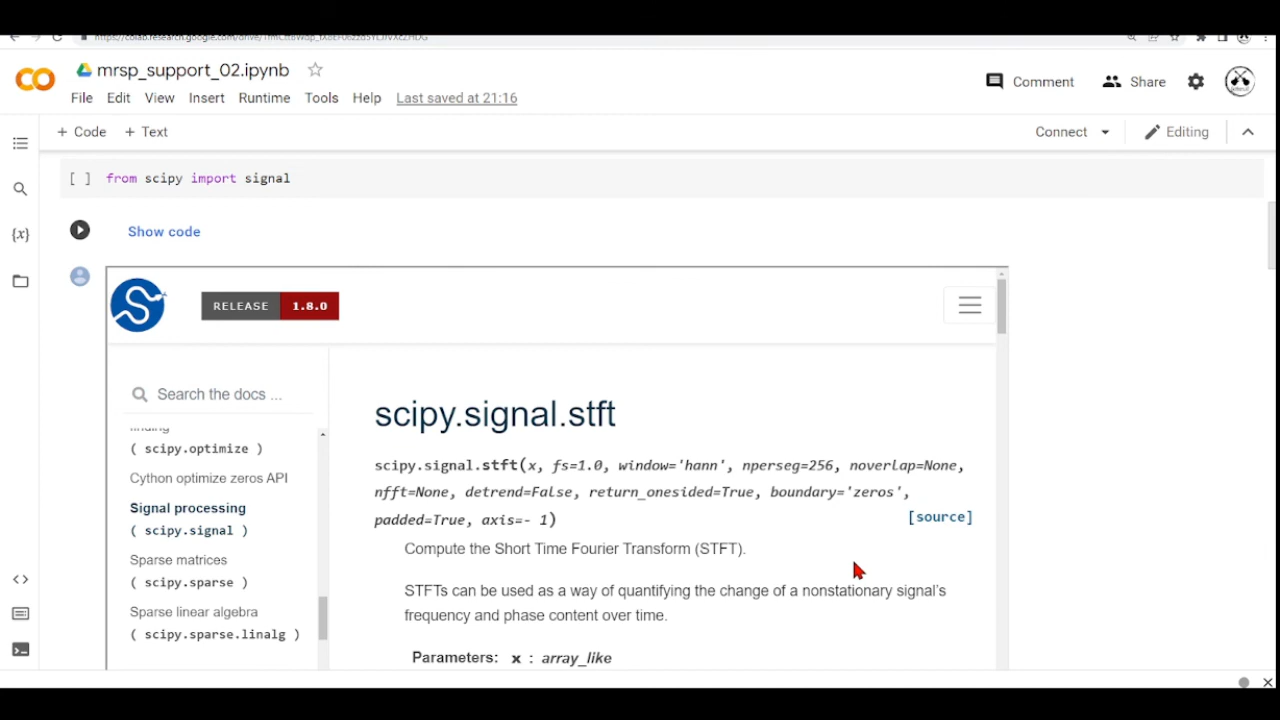 mrsp_support_02.ipynb
File Edit View Insert Runtime Tools Help Last saved at 21:16
Comment Share
+ Code + Text
Connect Editing
[ ] from scipy import signal
Show code
RELEASE 1.8.0
Search the docs ...
( scipy.optimize )
Cython optimize zeros API
Signal processing
( scipy.signal )
Sparse matrices
( scipy.sparse )
Sparse linear algebra
( scipy.sparse.linalg )
scipy.signal.stft
scipy.signal.stft(x, fs=1.0, window='hann', nperseg=256, noverlap=None,
nfft=None, detrend=False, return_onesided=True, boundary='zeros',
padded=True, axis=- 1)
[source]
Compute the Short Time Fourier Transform (STFT).
STFTs can be used as a way of quantifying the change of a nonstationary signal's
frequency and phase content over time.
Parameters: x : array_like